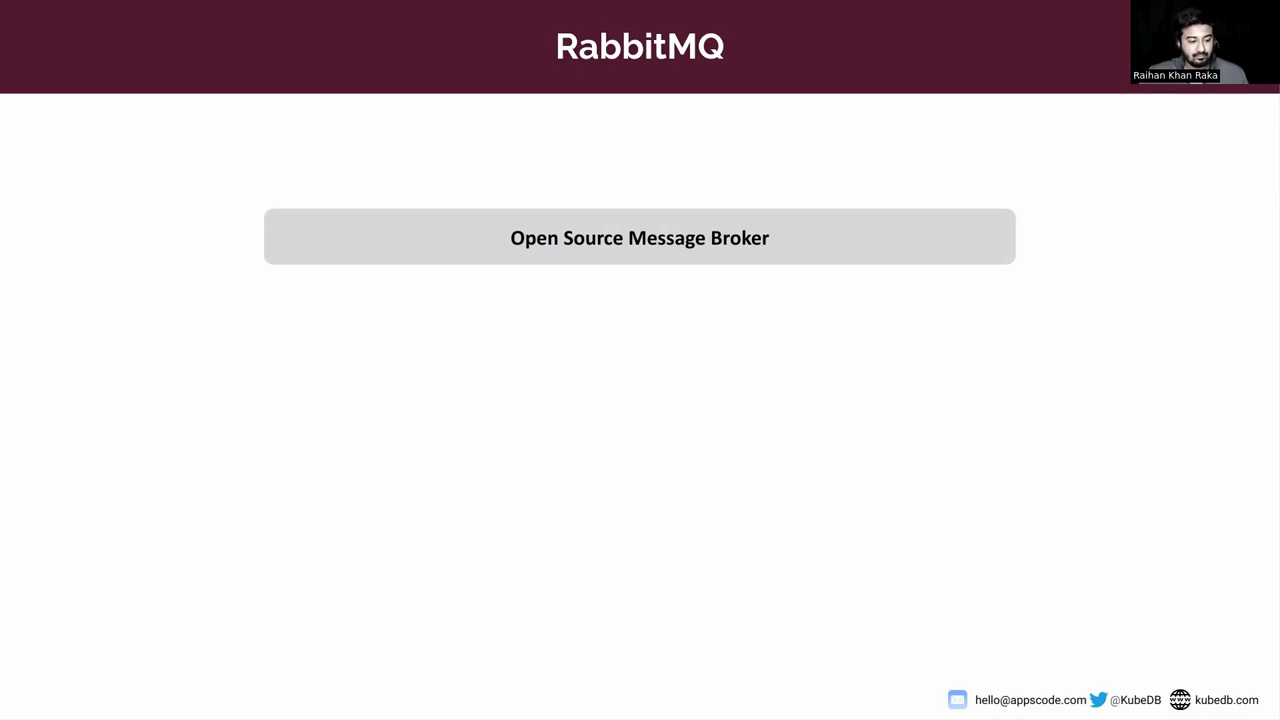 RabbitMQ
Raihan Khan Raka
Open Source Message Broker
hello@appscode.com @KubeDB kubedb.com